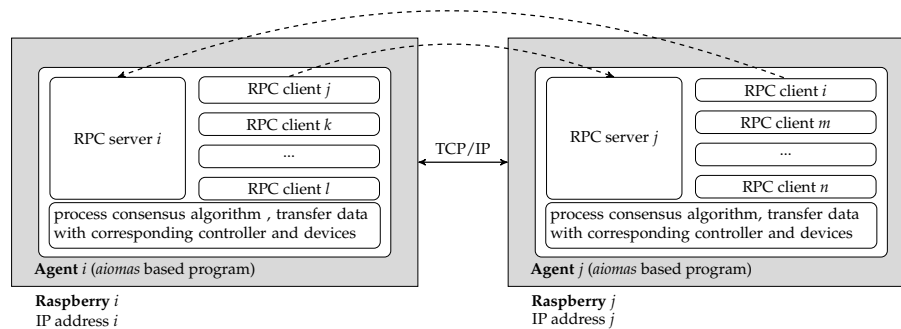 RPC server i
RPC client j
RPC client k
...
RPC client l
process consensus algorithm , transfer data
with corresponding controller and devices
Agent i (aiomas based program)
Raspberry i
IP address i
TCP/IP
RPC server j
RPC client i
RPC client m
...
RPC client n
process consensus algorithm, transfer data
with corresponding controller and devices
Agent j (aiomas based program)
Raspberry j
IP address j